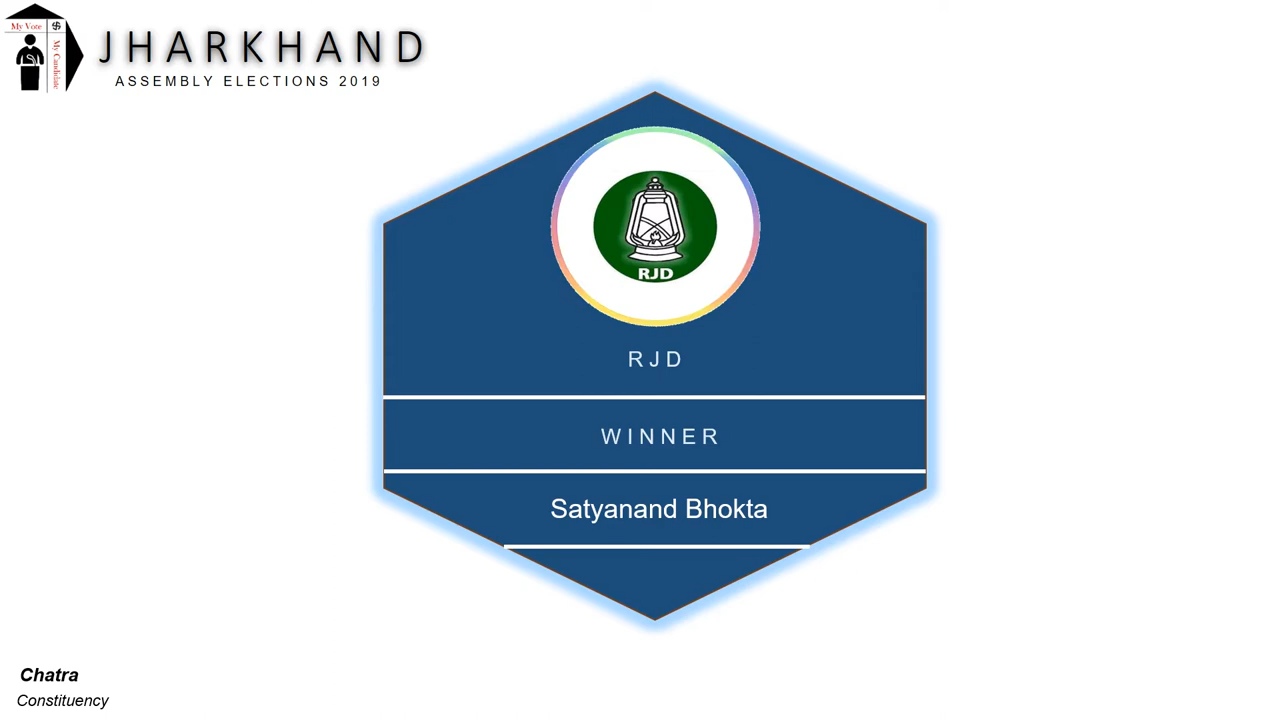 My Vote
My Candidate
JHARKHAND
ASSEMBLY ELECTIONS 2019
RJD
RJD
WINNER
Satyanand Bhokta
Chatra
Constituency